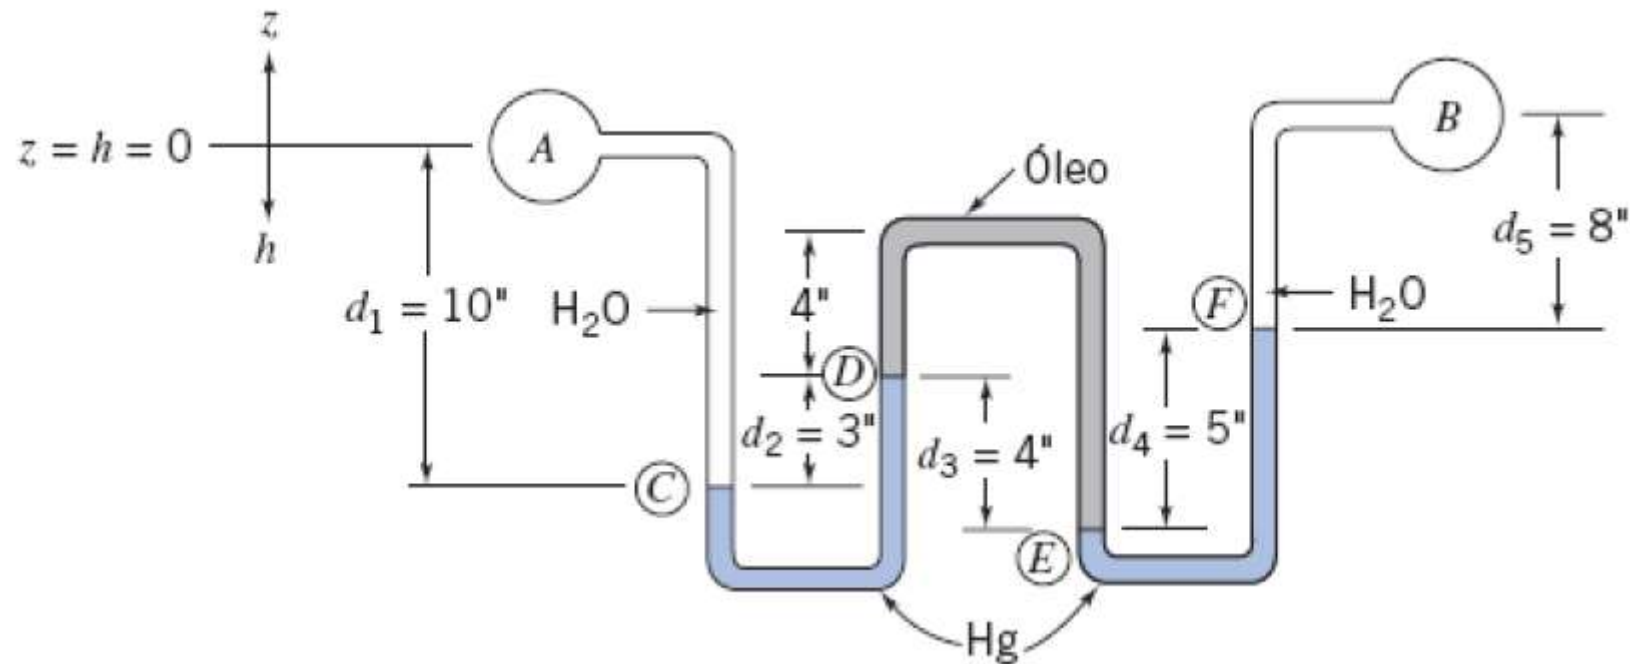 z
z = h = 0
h
A
B
Óleo
d₁ = 10"
H₂O
4"
D
d₂ = 3"
C
d₃ = 4"
E
d₄ = 5"
F
H₂O
d₅ = 8"
Hg